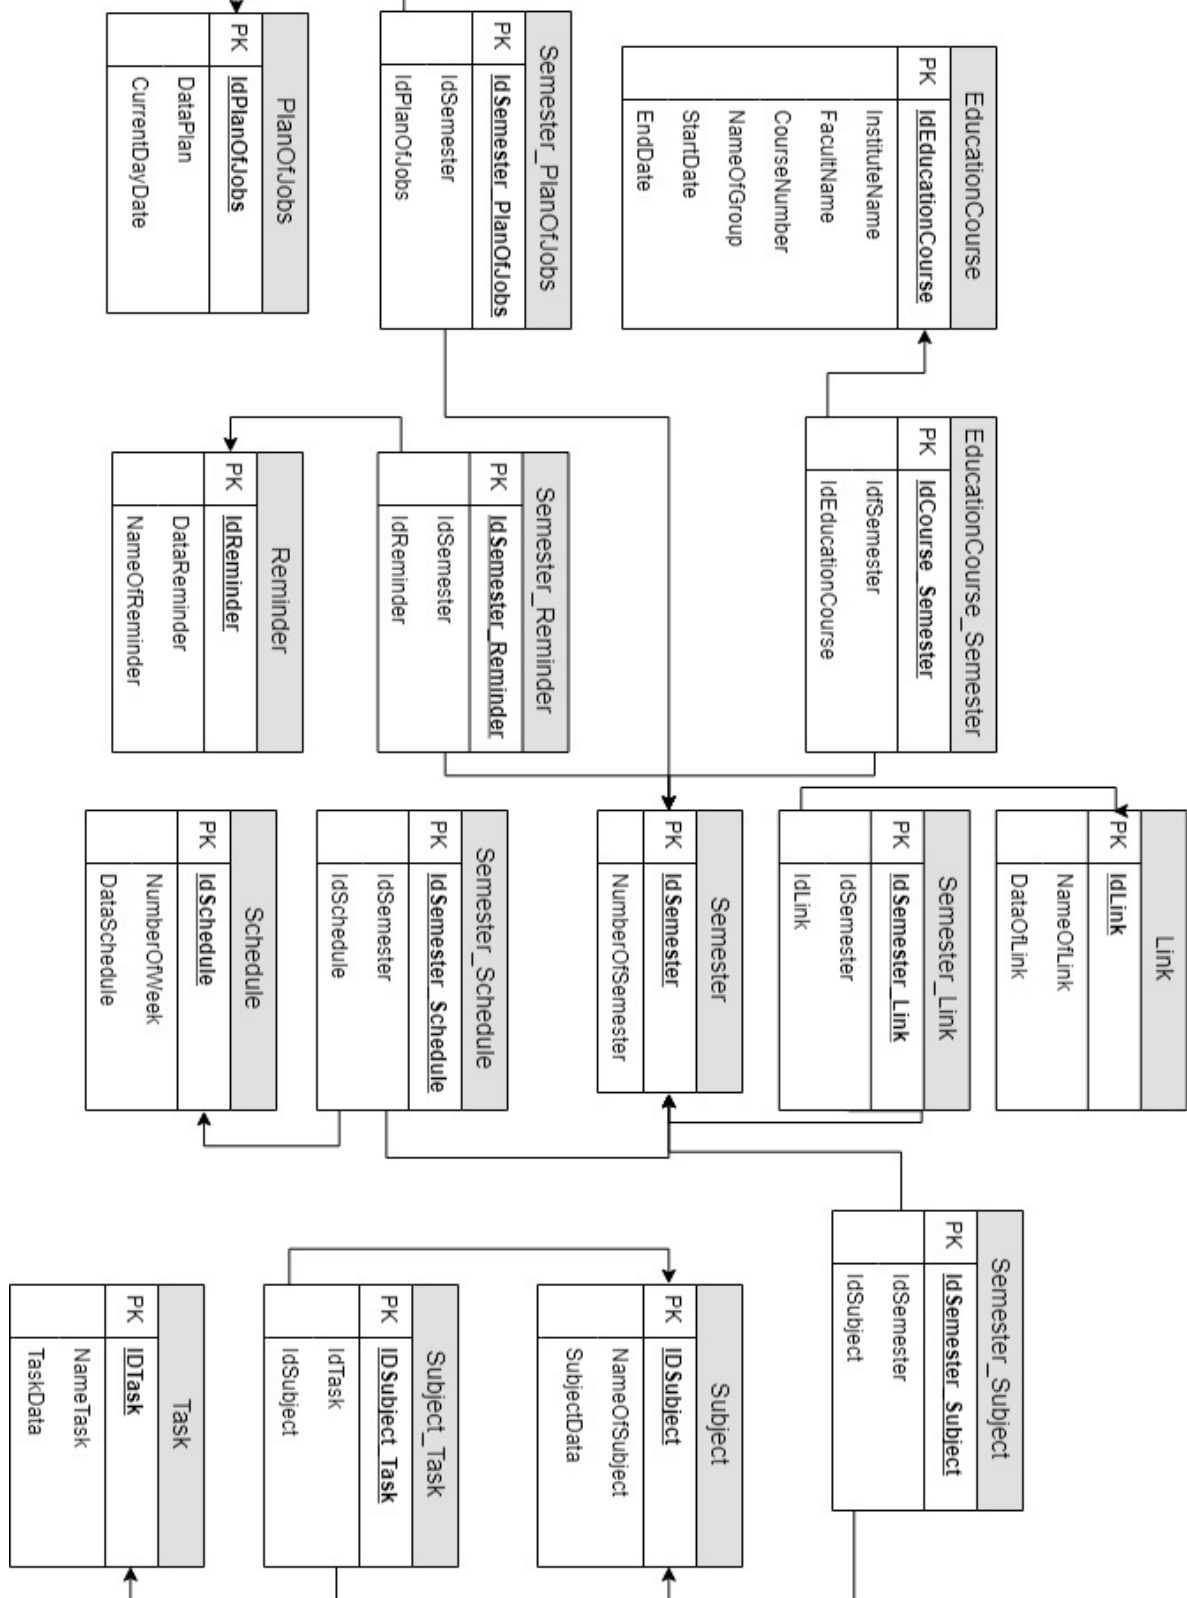 Link
PK IdLink
NameOfLink
DataOfLink
EducationCourse
PK IdEducationCourse
InstituteName
FacultName
CourseNumber
NameOfGroup
StartDate
EndDate
EducationCourse_Semester
PK IdCourse_Semester
IdfSemester
IdEducationCourse
Semester_Link
PK IdSemester_Link
IdSemester
IdLink
Semester_Subject
PK IdSemester_Subject
IdSemester
IdSubject
Semester
PK IdSemester
NumberOfSemester
Subject
PK IDSubject
NameOfSubject
SubjectData
Semester_PlanOfJobs
PK IdSemester_PlanOfJobs
IdSemester
IdPlanOfJobs
Semester_Reminder
PK IdSemester_Reminder
IdSemester
IdReminder
Semester_Schedule
PK IdSemester_Schedule
IdSemester
IdSchedule
Subject_Task
PK IDSubject_Task
IdTask
IdSubject
PlanOfJobs
PK IdPlanOfJobs
DataPlan
CurrentDayDate
Reminder
PK IdReminder
DataReminder
NameOfReminder
Schedule
PK IdSchedule
NumberOfWeek
DataSchedule
Task
PK IDTask
NameTask
TaskData